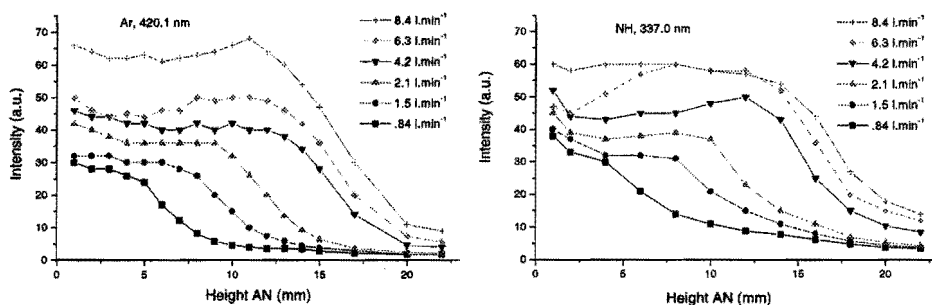 Ar, 420.1 nm
8.4 l.min⁻¹
6.3 l.min⁻¹
4.2 l.min⁻¹
2.1 l.min⁻¹
1.5 l.min⁻¹
.84 l.min⁻¹
Intensity (a.u.)
70
60
50
40
30
20
10
0
0 5 10 15 20
Height AN (mm)
NH, 337.0 nm
8.4 l.min⁻¹
6.3 l.min⁻¹
4.2 l.min⁻¹
2.1 l.min⁻¹
1.5 l.min⁻¹
.84 l.min⁻¹
Intensity (a.u.)
70
60
50
40
30
20
10
0
0 5 10 15 20
Height AN (mm)